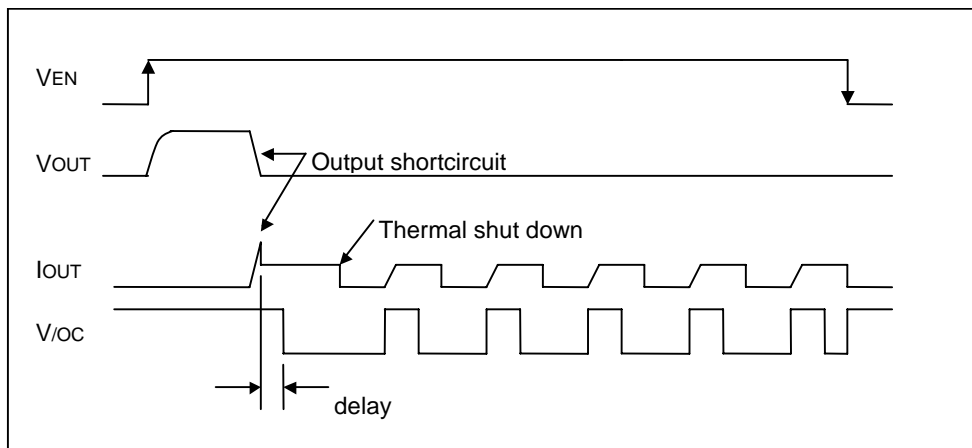 VEN
VOUT
Output shortcircuit
Thermal shut down
IOUT
V/OC
delay